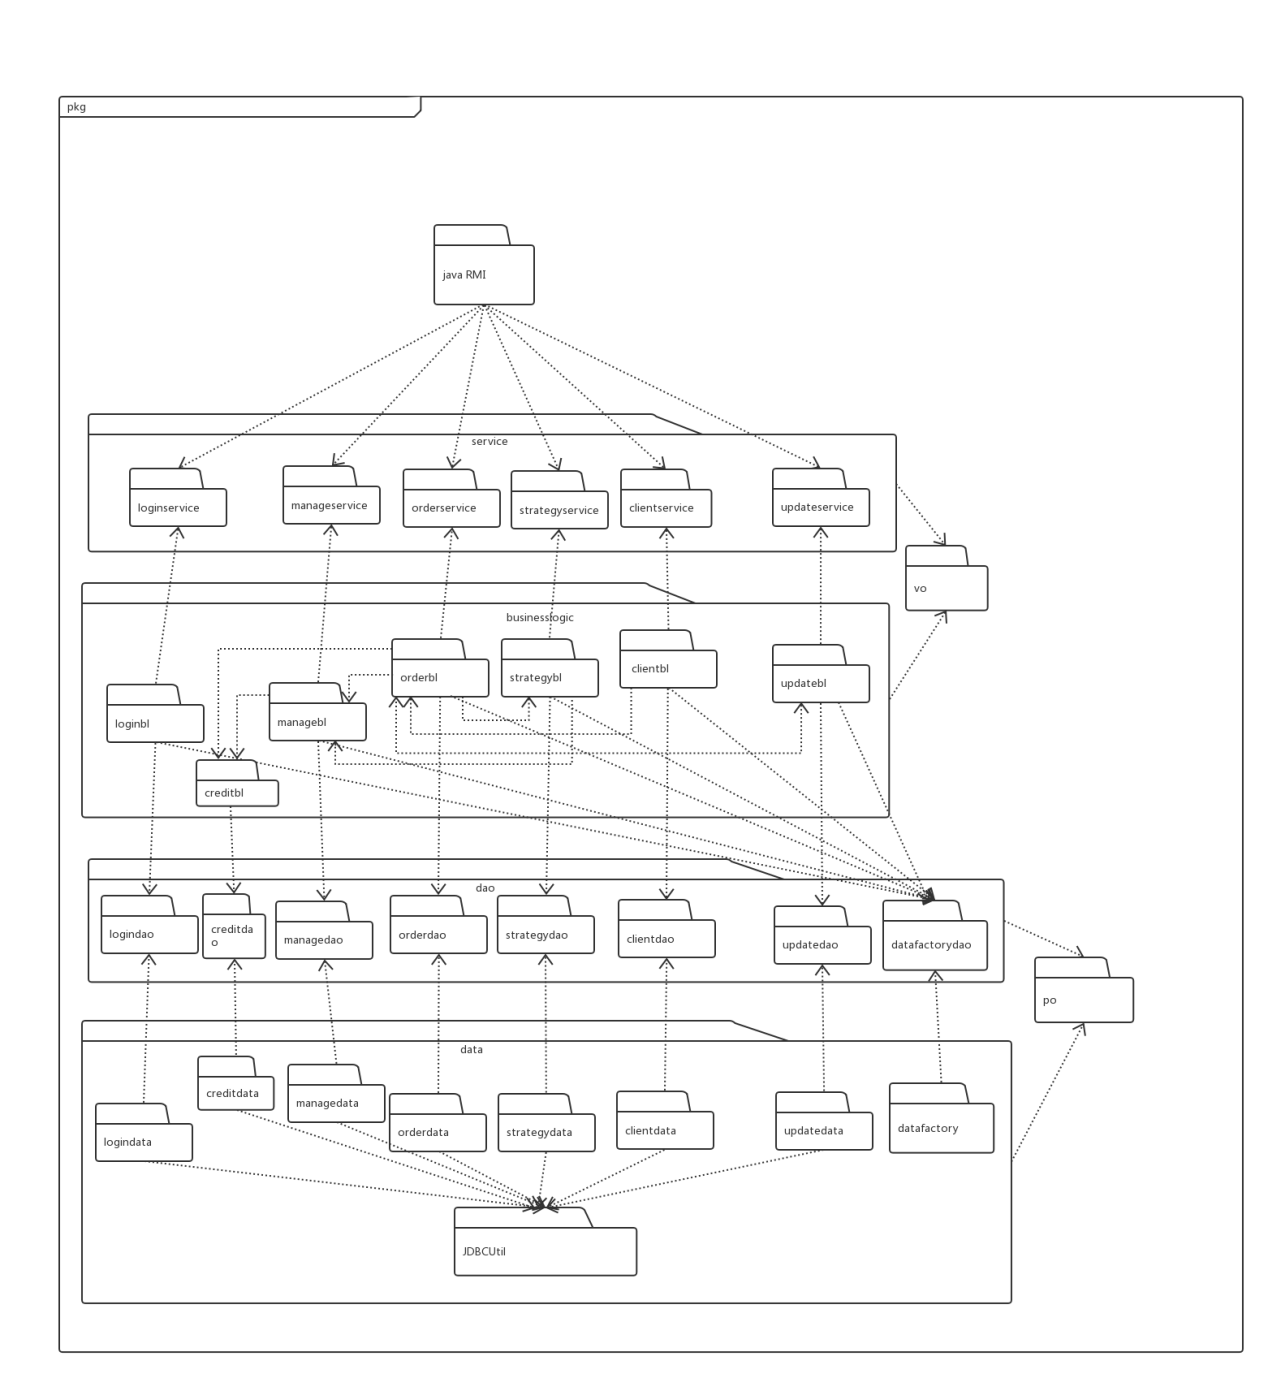 pkg
java RMI
service
loginservice
manageservice
orderservice
strategyservice
clientservice
updateservice
vo
businesslogic
orderbl
strategybl
clientbl
updatebl
loginbl
managebl
creditbl
dao
logindao
creditda
o
managedao
orderdao
strategydao
clientdao
updatedao
datafactorydao
po
data
creditdata
managedata
logindata
orderdata
strategydata
clientdata
updatedata
datafactory
JDBCUtil